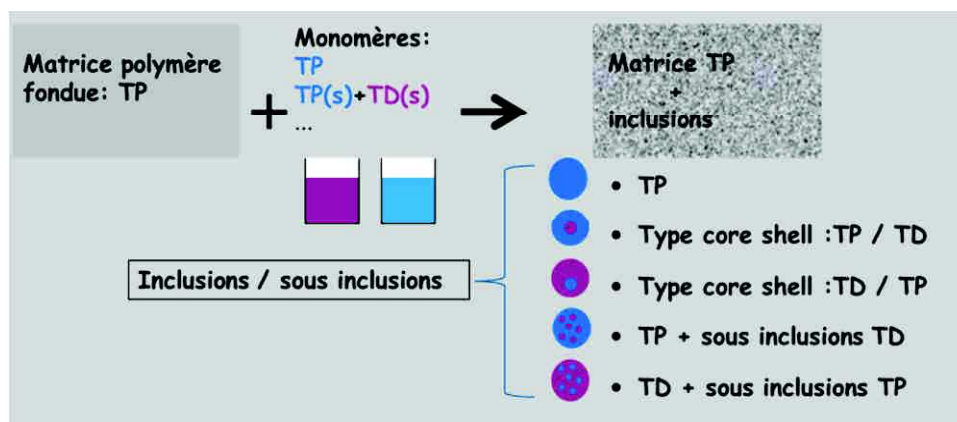 Matrice polymère
fondue: TP
+
Monomères:
TP
TP(s)+TD(s)
...
Matrice TP
+
inclusions
Inclusions / sous inclusions
• TP
• Type core shell :TP / TD
• Type core shell :TD / TP
• TP + sous inclusions TD
• TD + sous inclusions TP